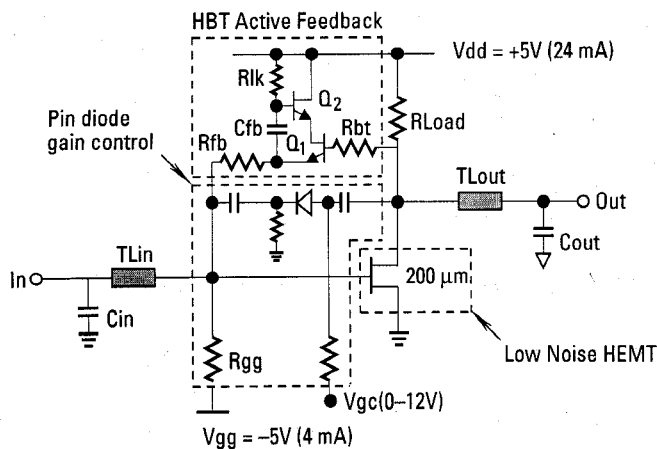 HBT Active Feedback
Vdd = +5V (24 mA)
Rlk
Q2
RLoad
Pin diode
gain control
Cfb
Q1
Rbt
Rfb
TLout
Out
TLin
Cout
In
200 μm
Cin
Rgg
Low Noise HEMT
Vgc(0–12V)
Vgg = –5V (4 mA)